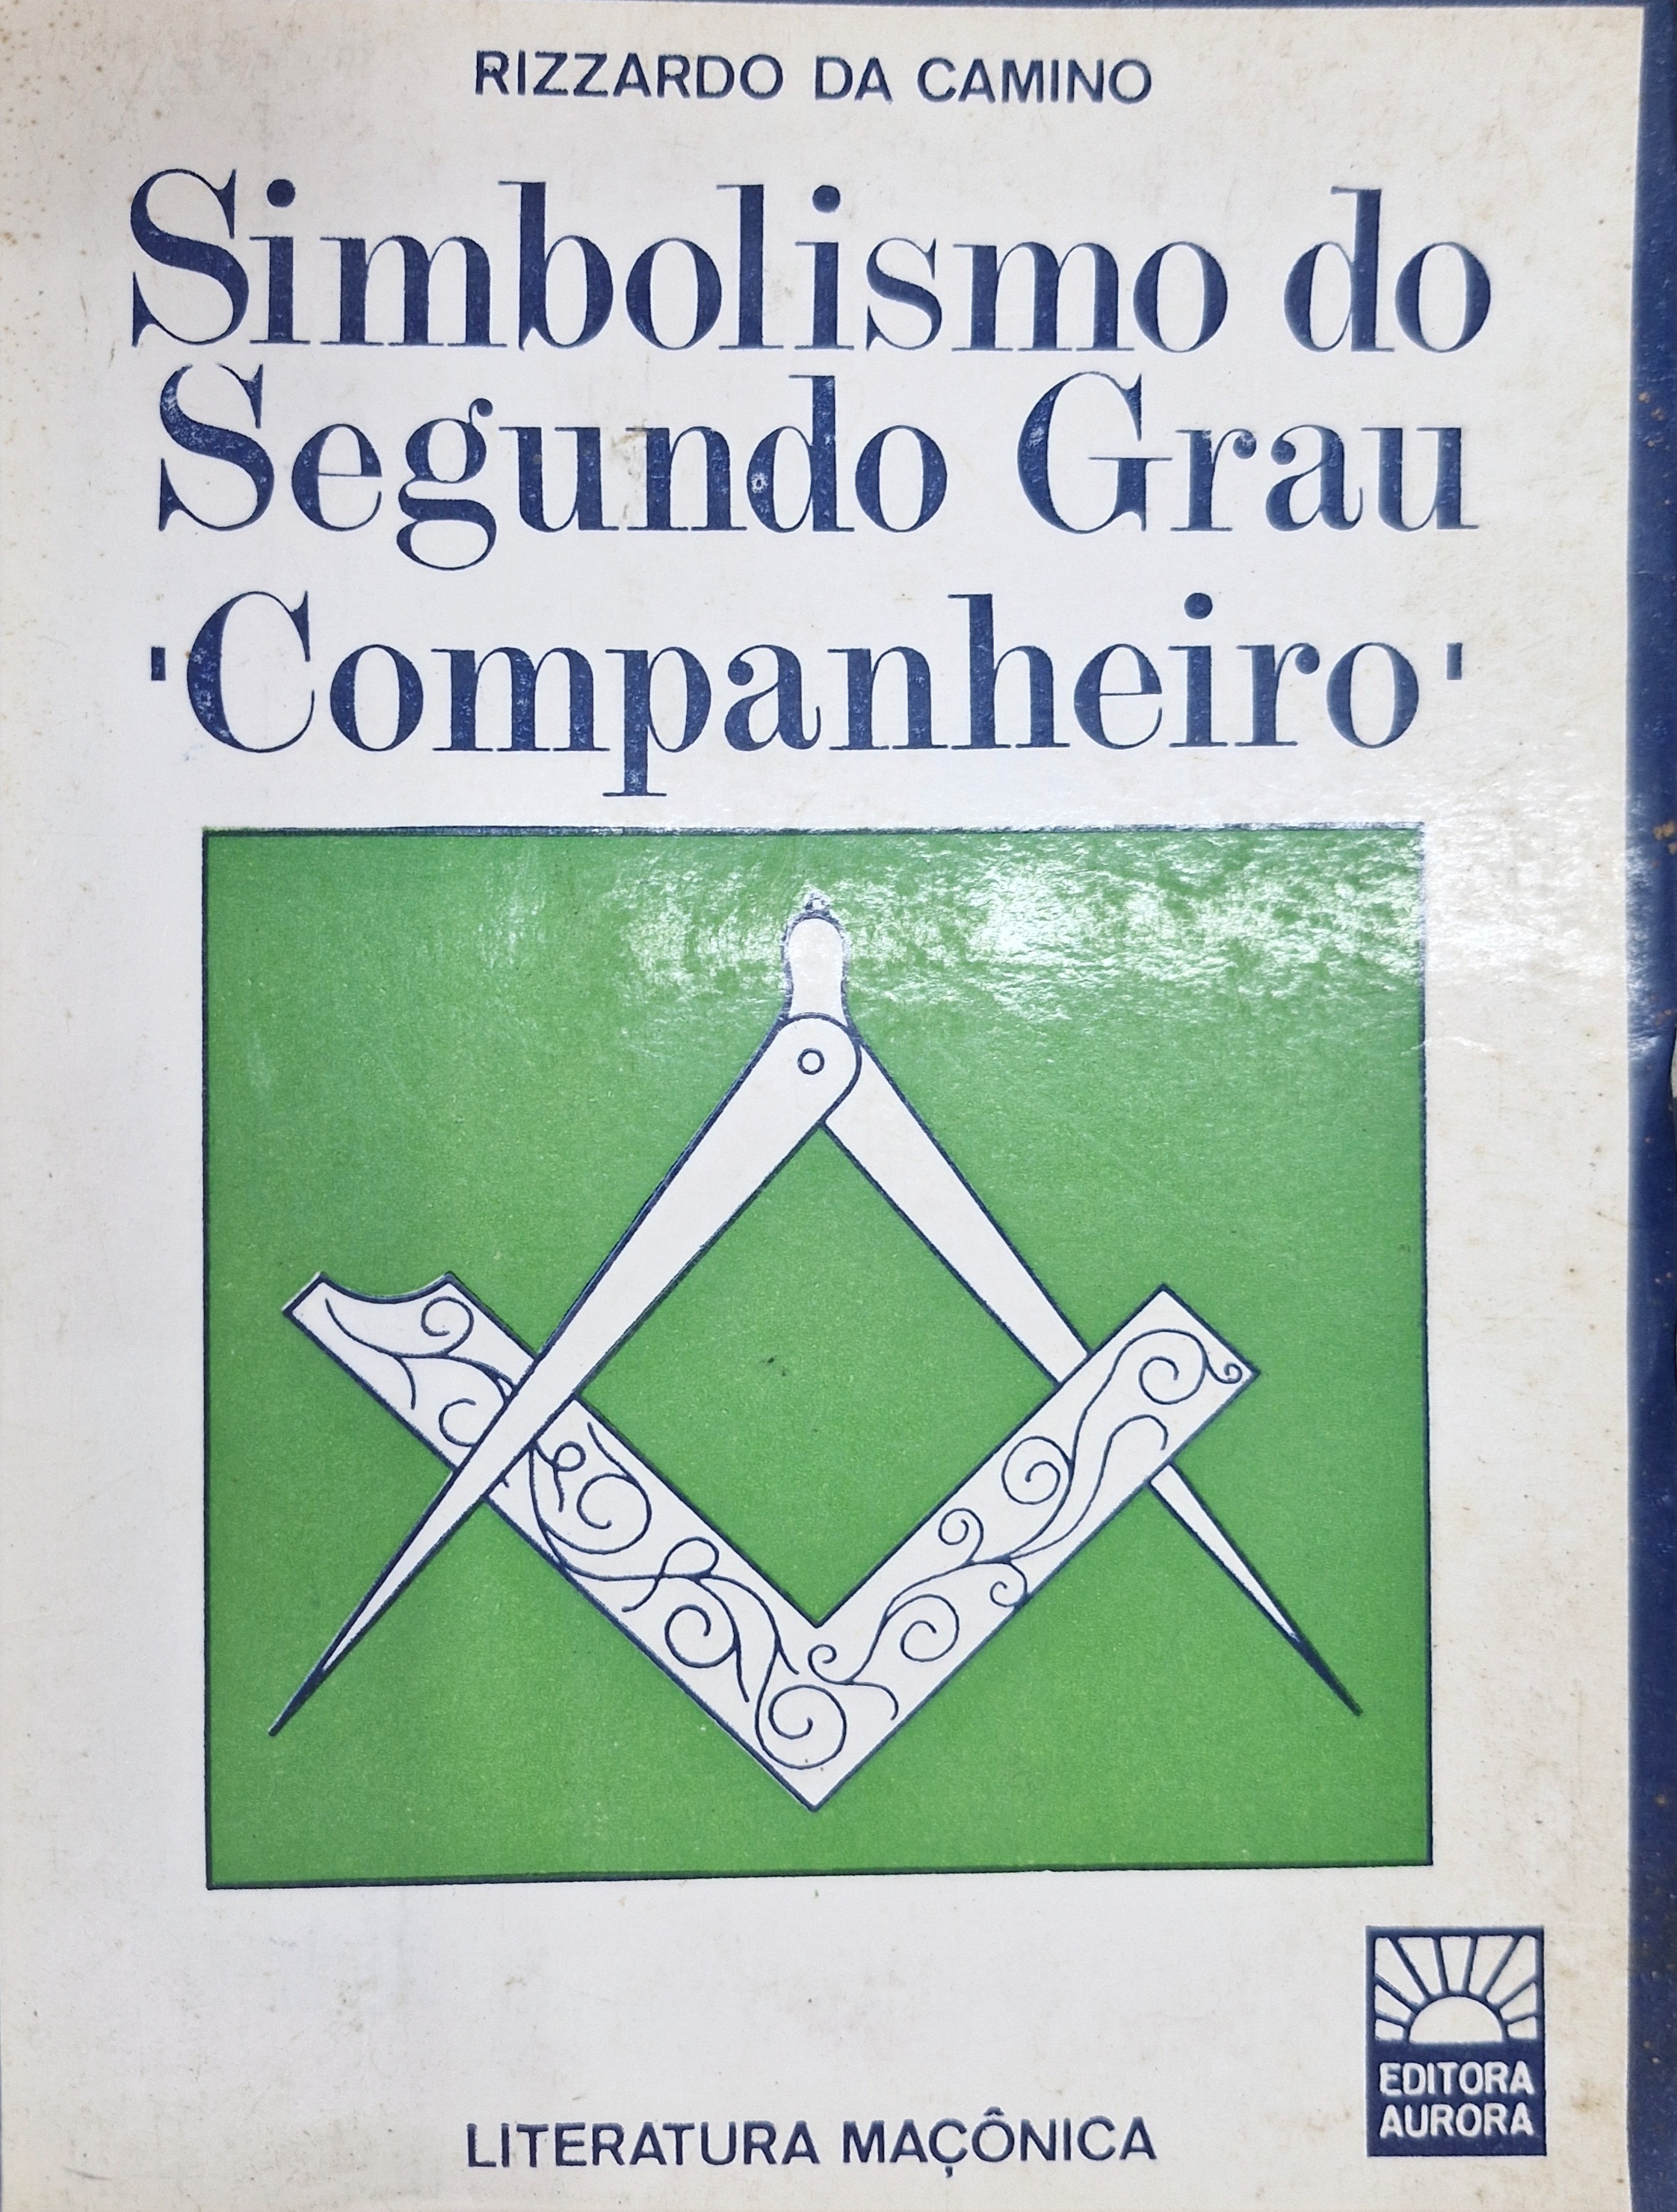 RIZZARDO DA CAMINO
Simbolismo do
Segundo Grau
'Companheiro'
EDITORA
AURORA
LITERATURA MAÇÔNICA